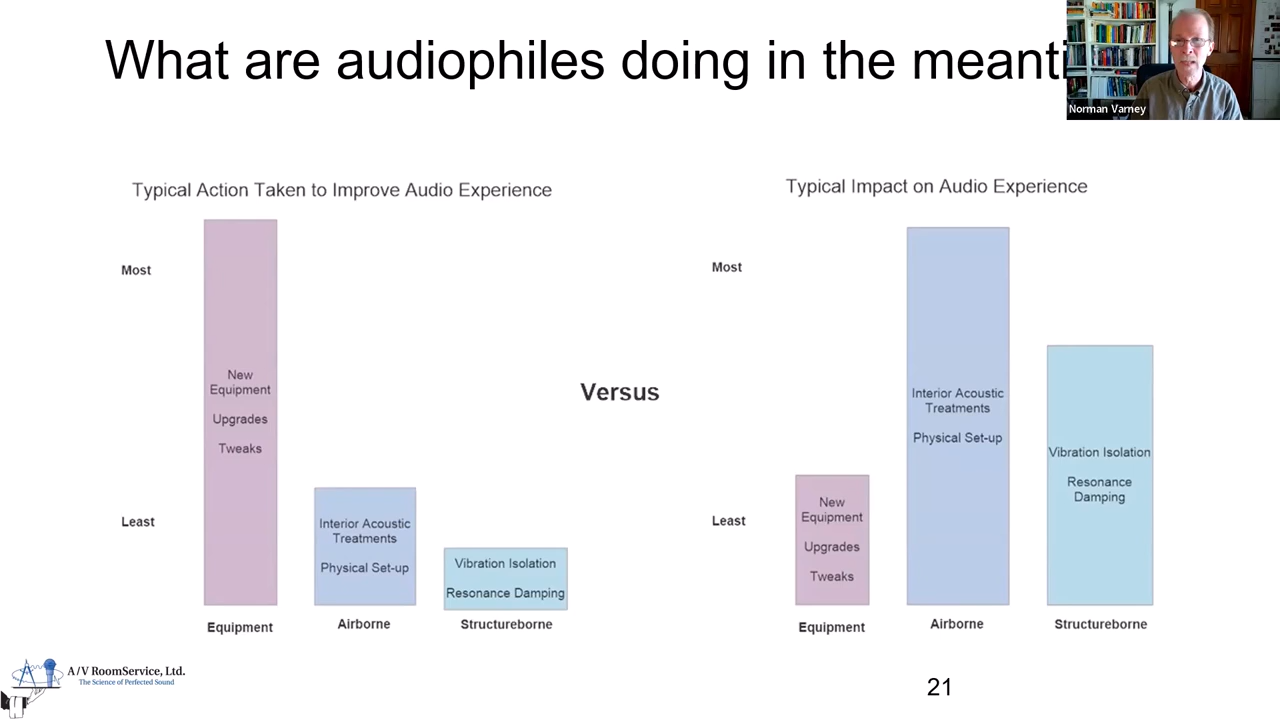 What are audiophiles doing in the meanti
Norman Varney
Typical Action Taken to Improve Audio Experience
Most
Least
New
Equipment
Upgrades
Tweaks
Interior Acoustic
Treatments
Physical Set-up
Vibration Isolation
Resonance Damping
Equipment
Airborne
Structureborne
Versus
Typical Impact on Audio Experience
Most
Least
New
Equipment
Upgrades
Tweaks
Interior Acoustic
Treatments
Physical Set-up
Vibration Isolation
Resonance
Damping
Equipment
Airborne
Structureborne
A/V RoomService, Ltd.
The Science of Perfected Sound
21